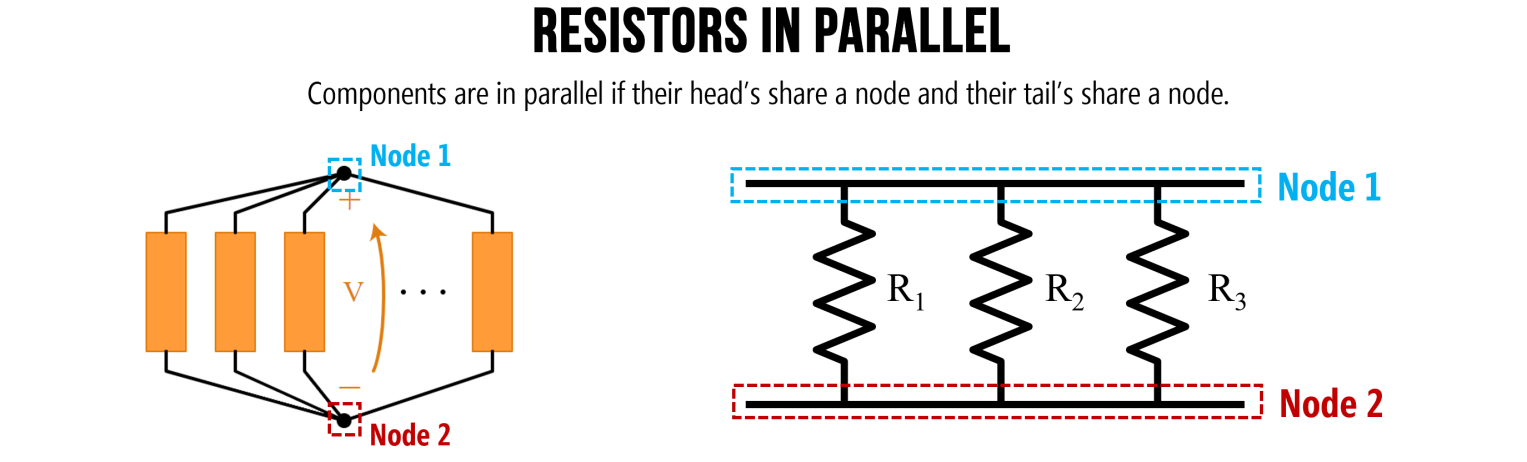 RESISTORS IN PARALLEL
Components are in parallel if their head's share a node and their tail's share a node.
Node 1
+
V
. . .
−
Node 2
Node 1
R1
R2
R3
Node 2